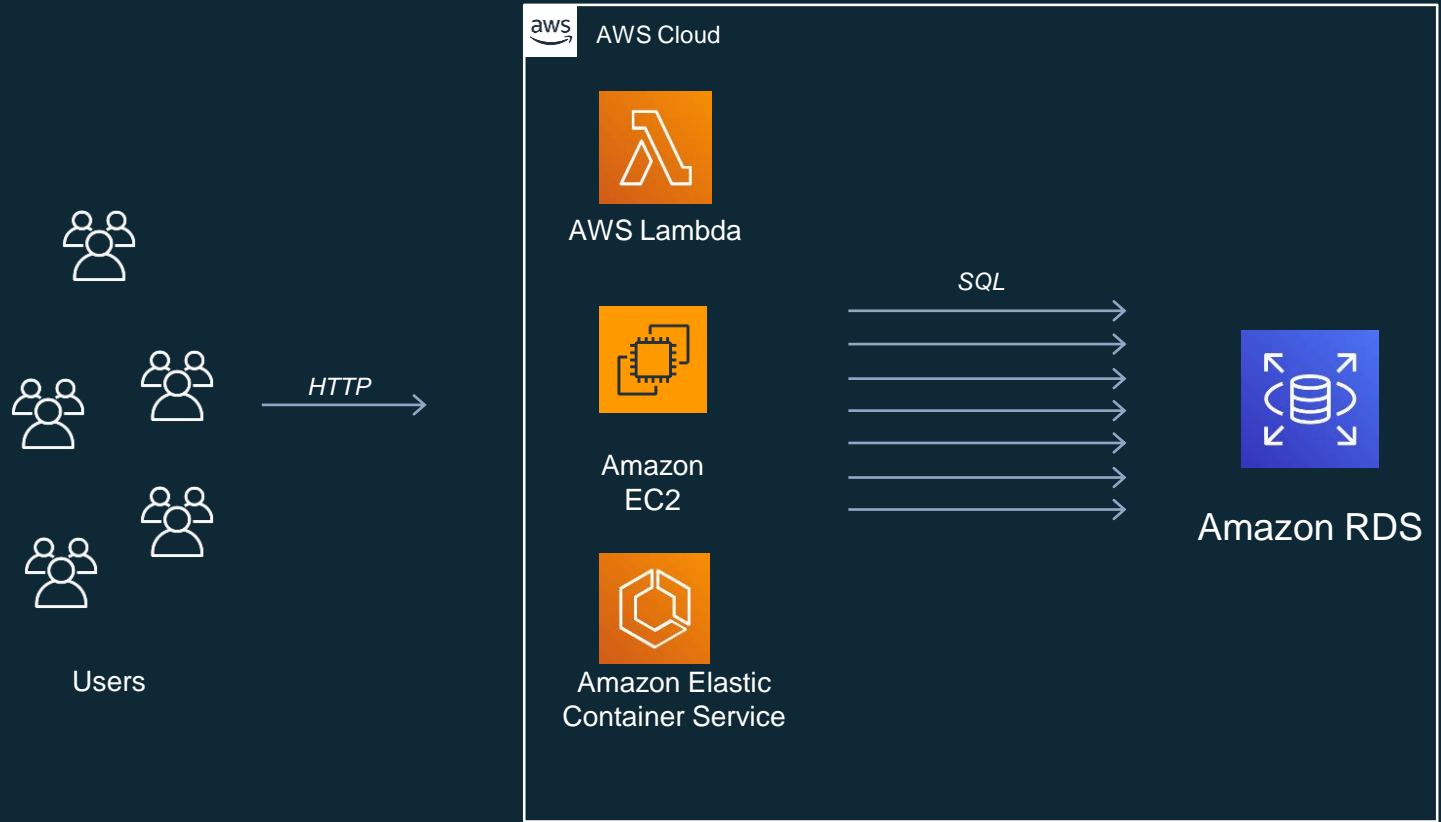 aws
AWS Cloud
AWS Lambda
SQL
HTTP
Amazon
EC2
Amazon RDS
Users
Amazon Elastic
Container Service